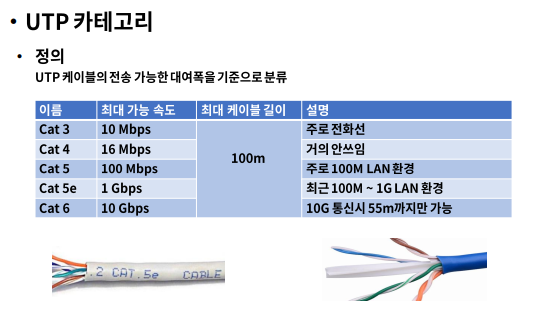 • UTP 카테고리
• 정의
UTP 케이블의 전송 가능한 대여폭을 기준으로 분류
이름 최대 가능 속도 최대 케이블 길이 설명
Cat 3 10 Mbps 100m 주로 전화선
Cat 4 16 Mbps 거의 안쓰임
Cat 5 100 Mbps 주로 100M LAN 환경
Cat 5e 1 Gbps 최근 100M ~ 1G LAN 환경
Cat 6 10 Gbps 10G 통신시 55m까지만 가능
.2 CAT.5e CABLE